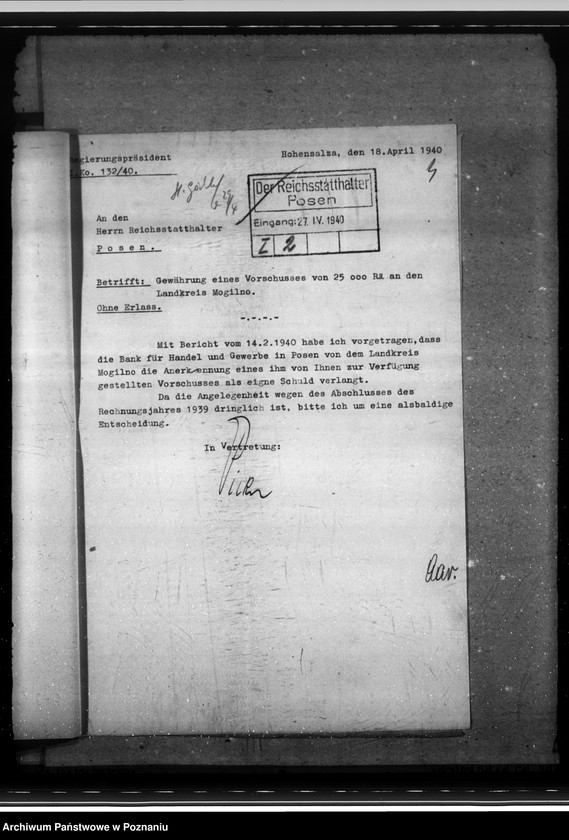 egierungspräsident
Ko. 132/40.
Hohensalza, den 18.April 1940
Der Reichsstatthalter
Posen
Eingang: 27. IV. 1940
I 2
An den
Herrn Reichsstatthalter
P o s e n .
Betrifft: Gewährung eines Vorschusses von 25 ooo RM an den
Landkreis Mogilno.
Ohne Erlass.
-.-.-.-
Mit Bericht vom 14.2.1940 habe ich vorgetragen,dass
die Bank für Handel und Gewerbe in Posen von dem Landkreis
Mogilno die Anerkennung eines ihm von Ihnen zur Verfügung
gestellten Vorschusses als eigne Schuld verlangt.
Da die Angelegenheit wegen des Abschlusses des
Rechnungsjahres 1939 dringlich ist, bitte ich um eine alsbaldige
Entscheidung.
In Vertretung:
Archiwum Państwowe w Poznaniu